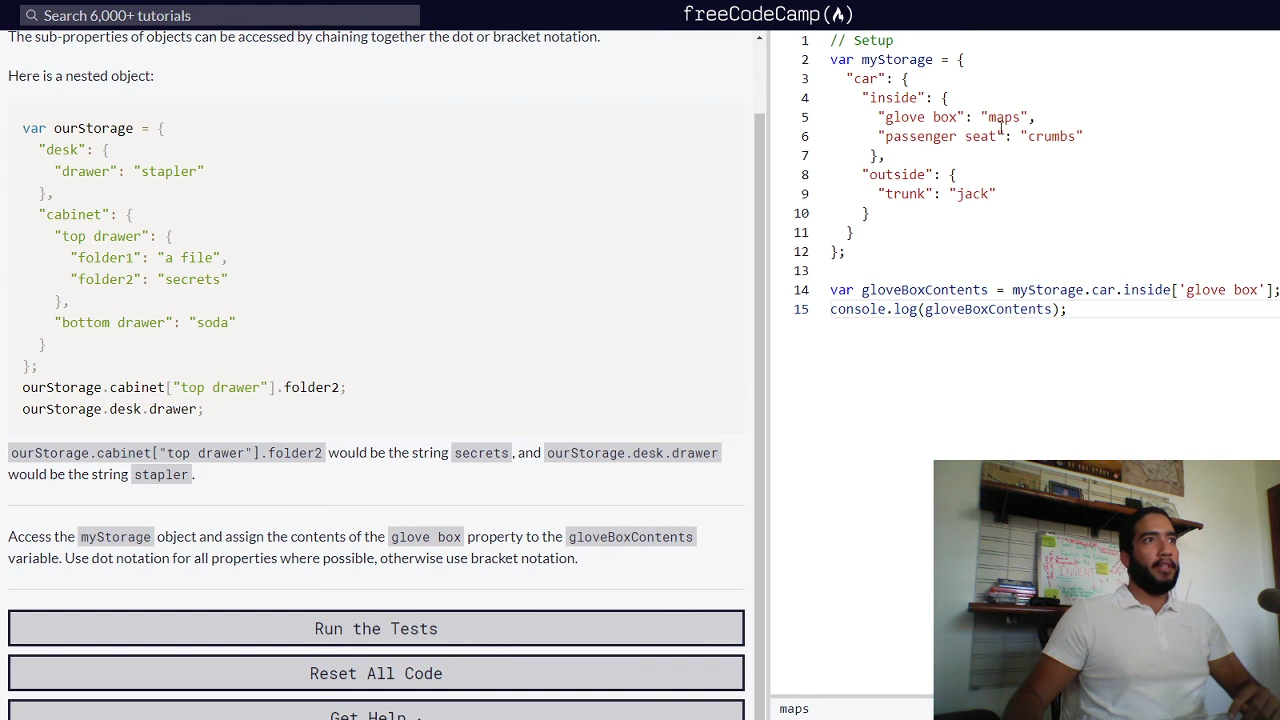 Search 6,000+ tutorials
freeCodeCamp(🔥)
The sub-properties of objects can be accessed by chaining together the dot or bracket notation.
Here is a nested object:
var ourStorage = {
"desk": {
"drawer": "stapler"
},
"cabinet": {
"top drawer": {
"folder1": "a file",
"folder2": "secrets"
},
"bottom drawer": "soda"
}
};
ourStorage.cabinet["top drawer"].folder2;
ourStorage.desk.drawer;
ourStorage.cabinet["top drawer"].folder2 would be the string secrets, and ourStorage.desk.drawer
would be the string stapler.
Access the myStorage object and assign the contents of the glove box property to the gloveBoxContents
variable. Use dot notation for all properties where possible, otherwise use bracket notation.
Run the Tests
Reset All Code
Get Help
1 // Setup
2 var myStorage = {
3 "car": {
4 "inside": {
5 "glove box": "maps",
6 "passenger seat": "crumbs"
7 },
8 "outside": {
9 "trunk": "jack"
10 }
11 }
12 };
13
14 var gloveBoxContents = myStorage.car.inside['glove box'];
15 console.log(gloveBoxContents);
INVENT
maps